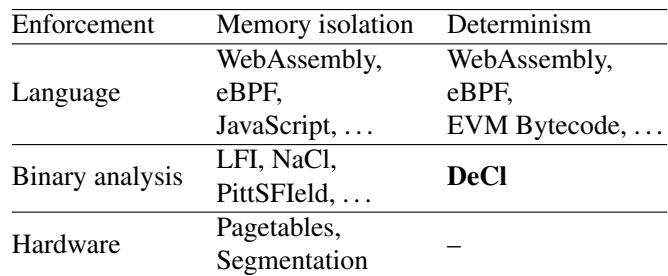 Enforcement Memory isolation Determinism
Language WebAssembly, eBPF, JavaScript, . . . WebAssembly, eBPF, EVM Bytecode, . . .
Binary analysis LFI, NaCl, PittSFIeld, . . . DeCl
Hardware Pagetables, Segmentation –